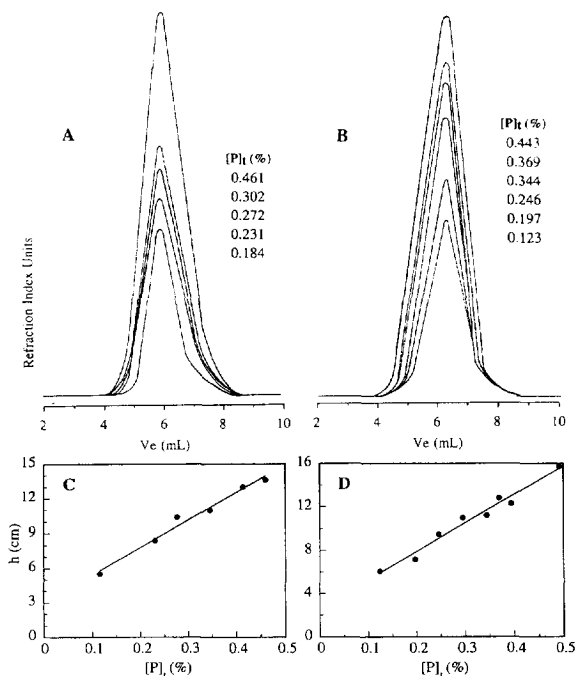 A
[P]t (%)
0.461
0.302
0.272
0.231
0.184
B
[P]t (%)
0.443
0.369
0.344
0.246
0.197
0.123
Refraction Index Units
2 4 6 8 10
Ve (mL)
2 4 6 8 10
Ve (mL)
C
15
12
9
6
3
0
h (cm)
0 0.1 0.2 0.3 0.4 0.5
[P]t (%)
D
16
12
8
4
0
0 0.1 0.2 0.3 0.4 0.5
[P]t (%)